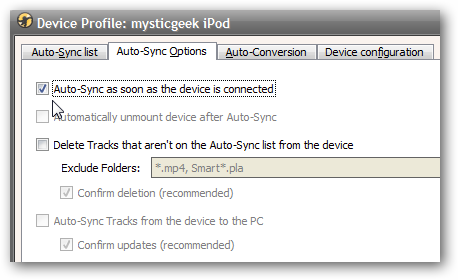 Device Profile: mysticgeek iPod
Auto-Sync list Auto-Sync Options Auto-Conversion Device configuration
Auto-Sync as soon as the device is connected
Automatically unmount device after Auto-Sync
Delete Tracks that aren't on the Auto-Sync list from the device
Exclude Folders: *.mp4, Smart*.pla
Confirm deletion (recommended)
Auto-Sync Tracks from the device to the PC
Confirm updates (recommended)